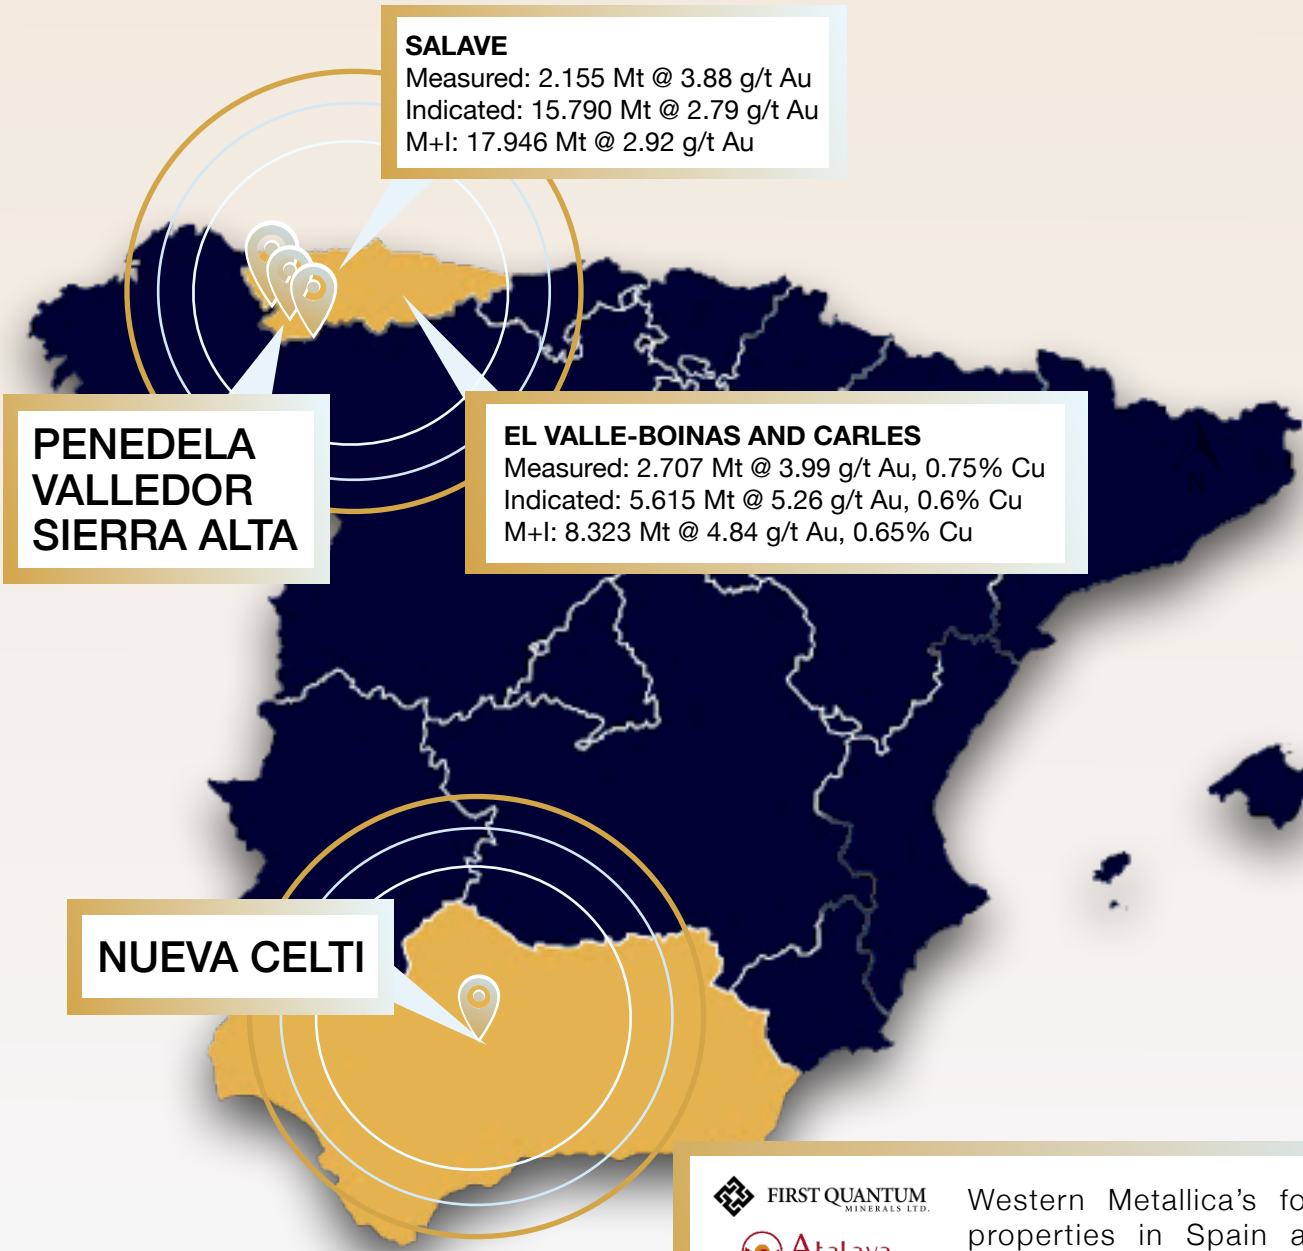 SALAVE
Measured: 2.155 Mt @ 3.88 g/t Au
Indicated: 15.790 Mt @ 2.79 g/t Au
M+I: 17.946 Mt @ 2.92 g/t Au
PENEDELA
VALLEDOR
SIERRA ALTA
EL VALLE-BOINAS AND CARLES
Measured: 2.707 Mt @ 3.99 g/t Au, 0.75% Cu
Indicated: 5.615 Mt @ 5.26 g/t Au, 0.6% Cu
M+I: 8.323 Mt @ 4.84 g/t Au, 0.65% Cu
N
NUEVA CELTI
FIRST QUANTUM
MINERALS LTD.
Atalaya
Western Metallica's fo
properties in Spain a